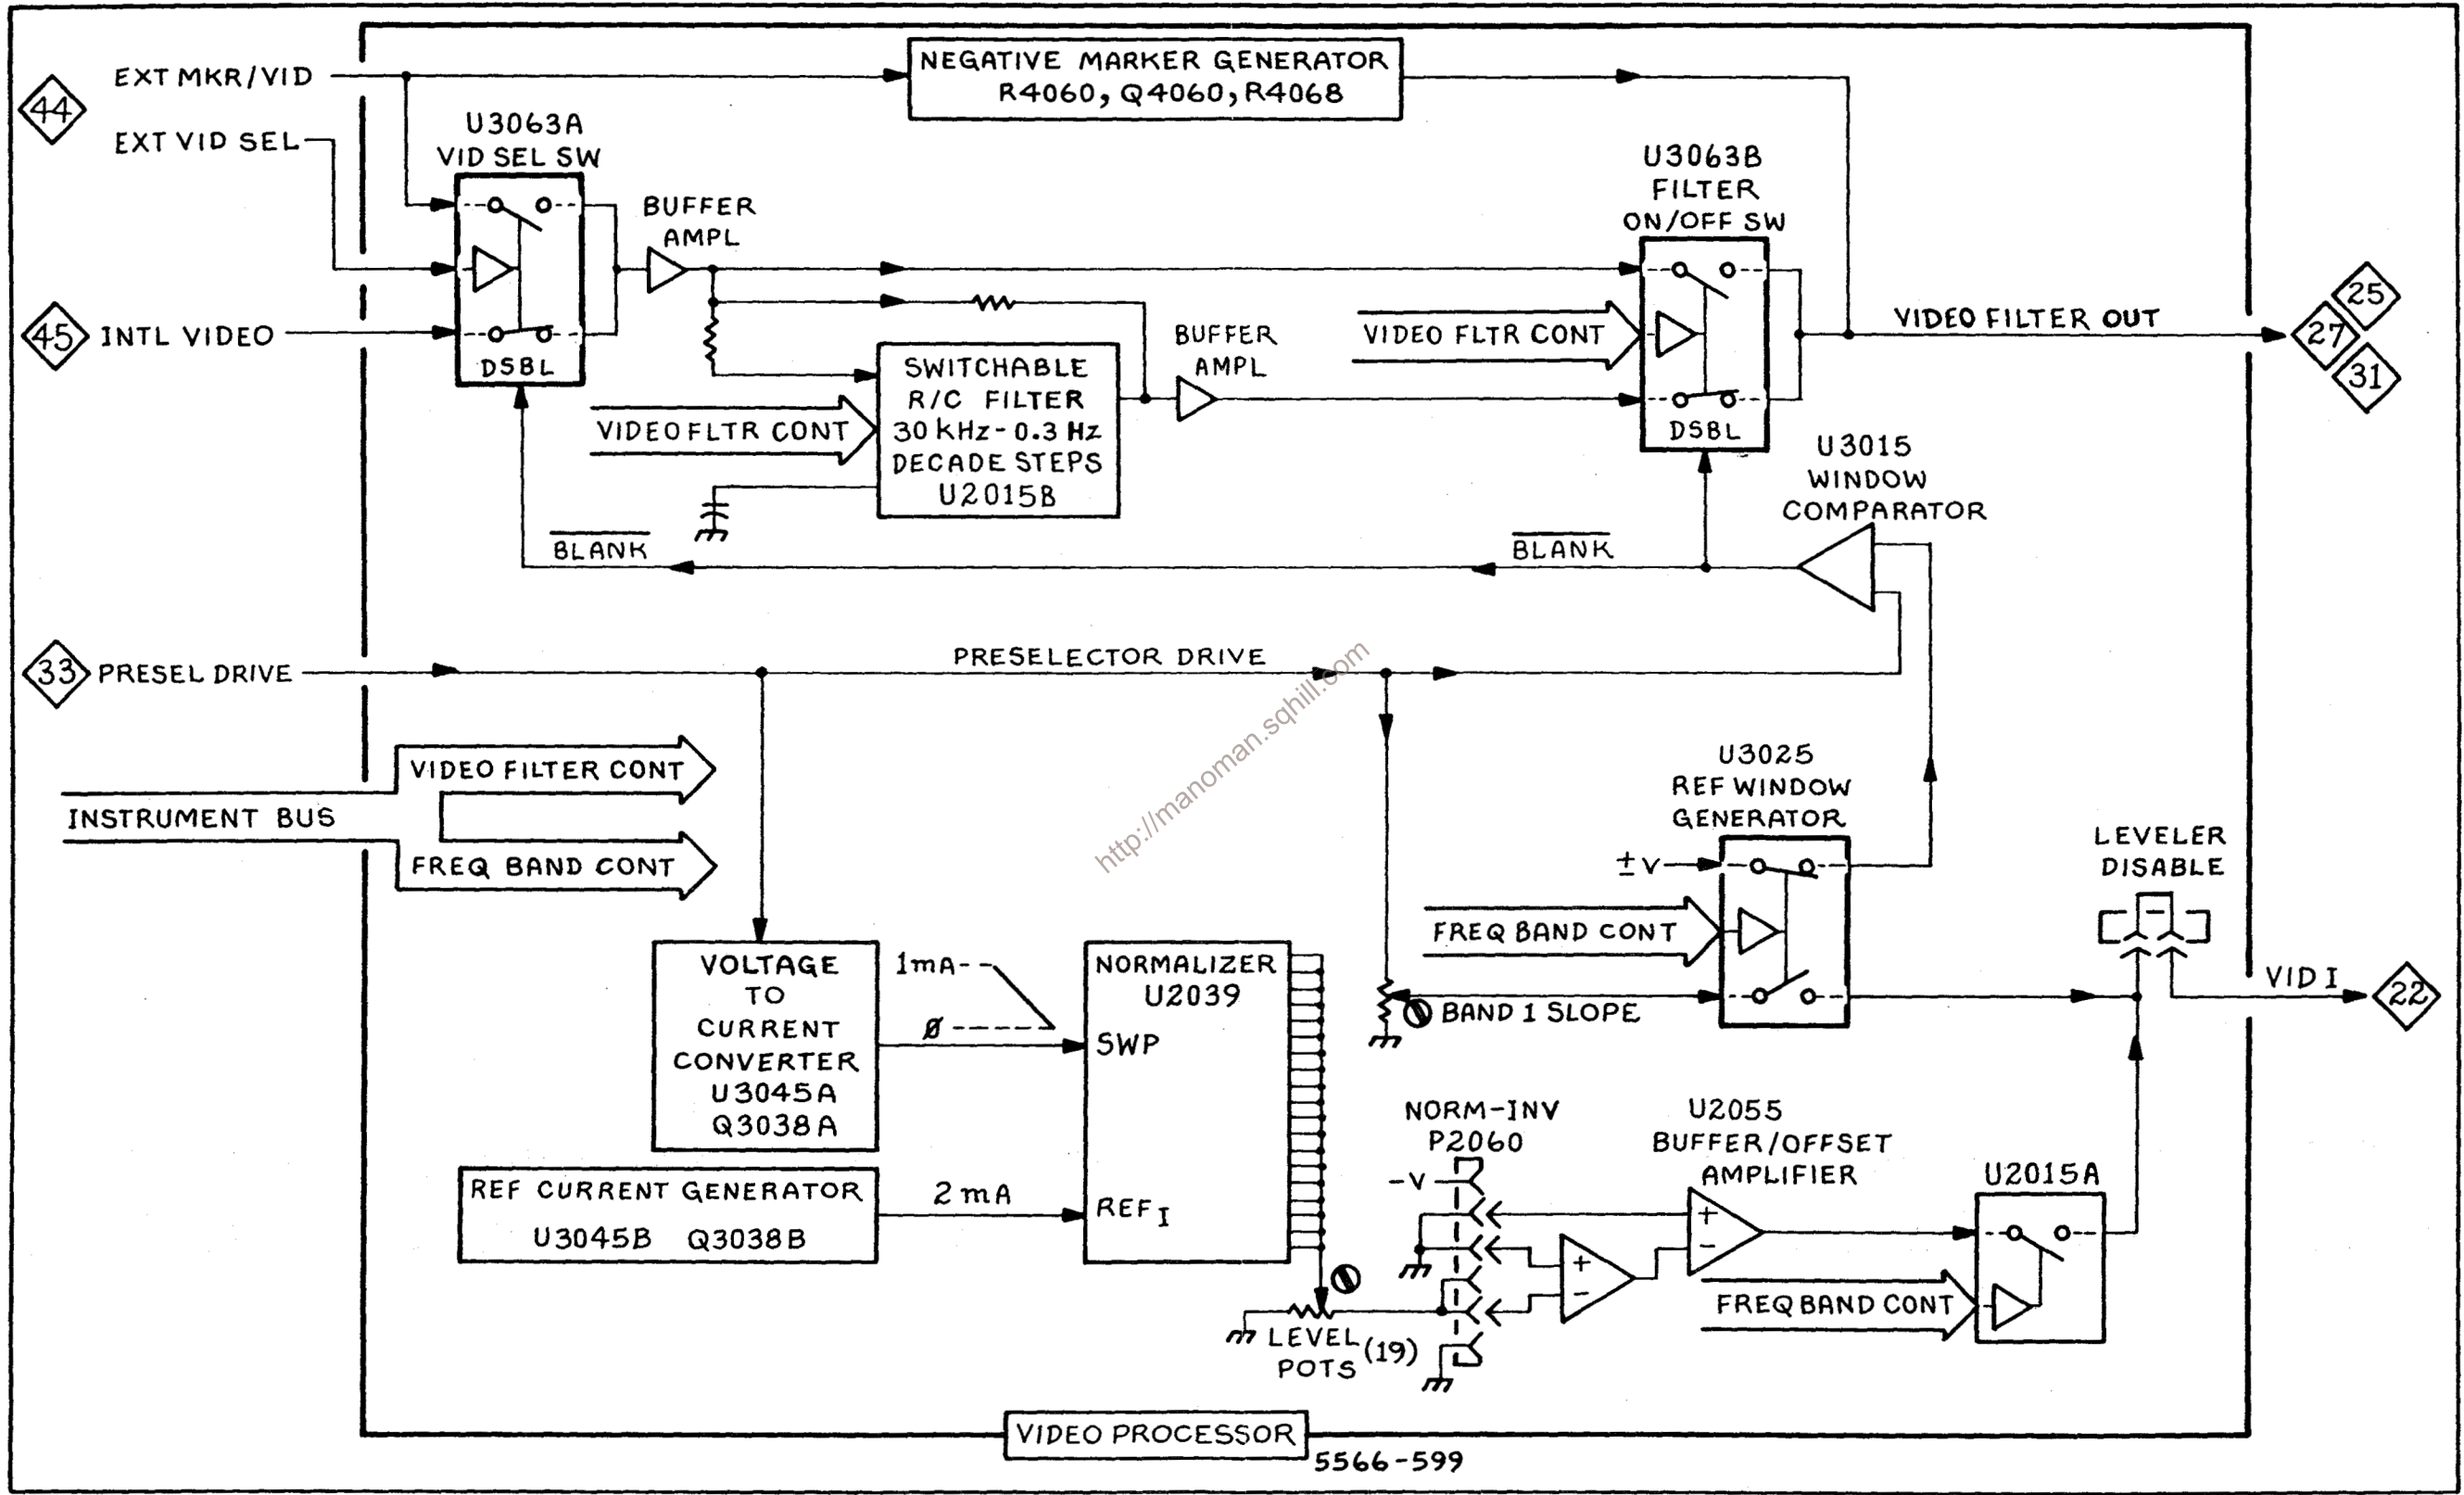 NEGATIVE MARKER GENERATOR
R4060, Q4060, R4068
44
EXT MKR/VID
EXT VID SEL
U3063A
VID SEL SW
DSBL
BUFFER
AMPL
45
INTL VIDEO
U3063B
FILTER
ON/OFF SW
DSBL
VIDEO FLTR CONT
BUFFER
AMPL
VIDEO FILTER OUT
25
27
31
SWITCHABLE
R/C FILTER
30 kHz - 0.3 Hz
DECADE STEPS
U2015B
VIDEO FLTR CONT
U3015
WINDOW
COMPARATOR
BLANK
BLANK
33
PRESEL DRIVE
PRESELECTOR DRIVE
http://manoman.sqhill.com
INSTRUMENT BUS
VIDEO FILTER CONT
FREQ BAND CONT
U3025
REF WINDOW
GENERATOR
±V
FREQ BAND CONT
BAND 1 SLOPE
LEVELER
DISABLE
VID I
22
VOLTAGE
TO
CURRENT
CONVERTER
U3045A
Q3038A
1mA
Ø
NORMALIZER
U2039
SWP
REF I
REF CURRENT GENERATOR
U3045B Q3038B
2 mA
NORM-INV
P2060
-V
U2055
BUFFER/OFFSET
AMPLIFIER
+
-
+
-
U2015A
FREQ BAND CONT
LEVEL
POTS (19)
VIDEO PROCESSOR
5566-599